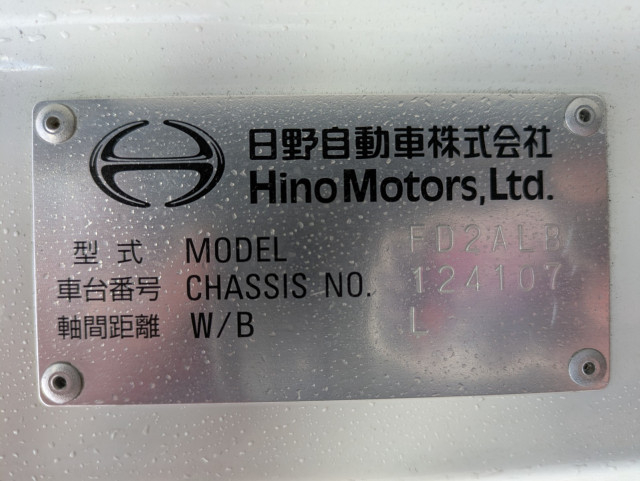 日野自動車株式会社
Hino Motors, Ltd.
型式 MODEL FD2ALB
車台番号 CHASSIS NO. 124107
軸間距離 W/B L